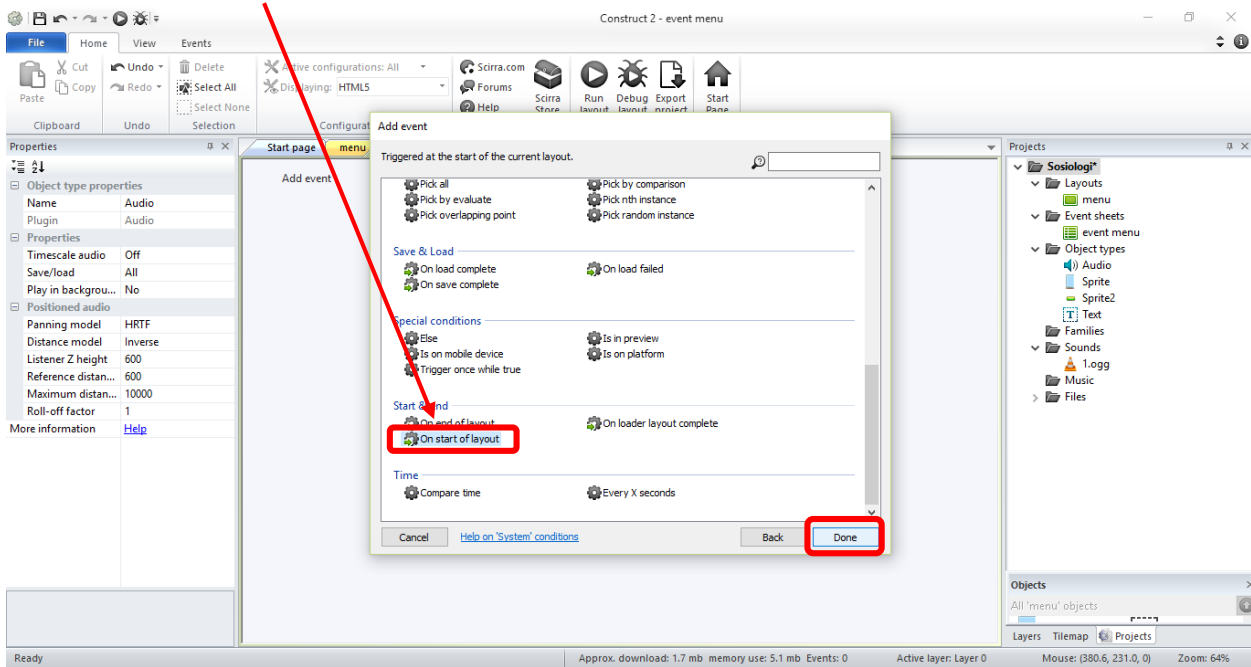 Construct 2 - event menu
File Home View Events
Cut Undo Delete Active configurations: All Scirra.com
Copy Redo Select All Displaying: HTML5 Forums
Paste Select None Help Scirra Store Run layout Debug layout Export project Start Page
Clipboard Undo Selection Configurat
Properties
Object type properties
Name Audio
Plugin Audio
Properties
Timescale audio Off
Save/load All
Play in backgrou... No
Positioned audio
Panning model HRTF
Distance model Inverse
Listener Z height 600
Reference distan... 600
Maximum distan... 10000
Roll-off factor 1
More information Help
Start page menu
Add event
Add event
Triggered at the start of the current layout.
Pick all Pick by comparison
Pick by evaluate Pick nth instance
Pick overlapping point Pick random instance
Save & Load
On load complete On load failed
On save complete
Special conditions
Else Is in preview
Is on mobile device Is on platform
Trigger once while true
Start & End
On end of layout On loader layout complete
On start of layout
Time
Compare time Every X seconds
Cancel Help on 'System' conditions Back Done
Projects
Sosiologi*
Layouts
menu
Event sheets
event menu
Object types
Audio
Sprite
Sprite2
T Text
Families
Sounds
1.ogg
Music
Files
Objects
All 'menu' objects
Layers Tilemap Projects
Ready Approx. download: 1.7 mb memory use: 5.1 mb Events: 0 Active layer: Layer 0 Mouse: (380.6, 231.0, 0) Zoom: 64%